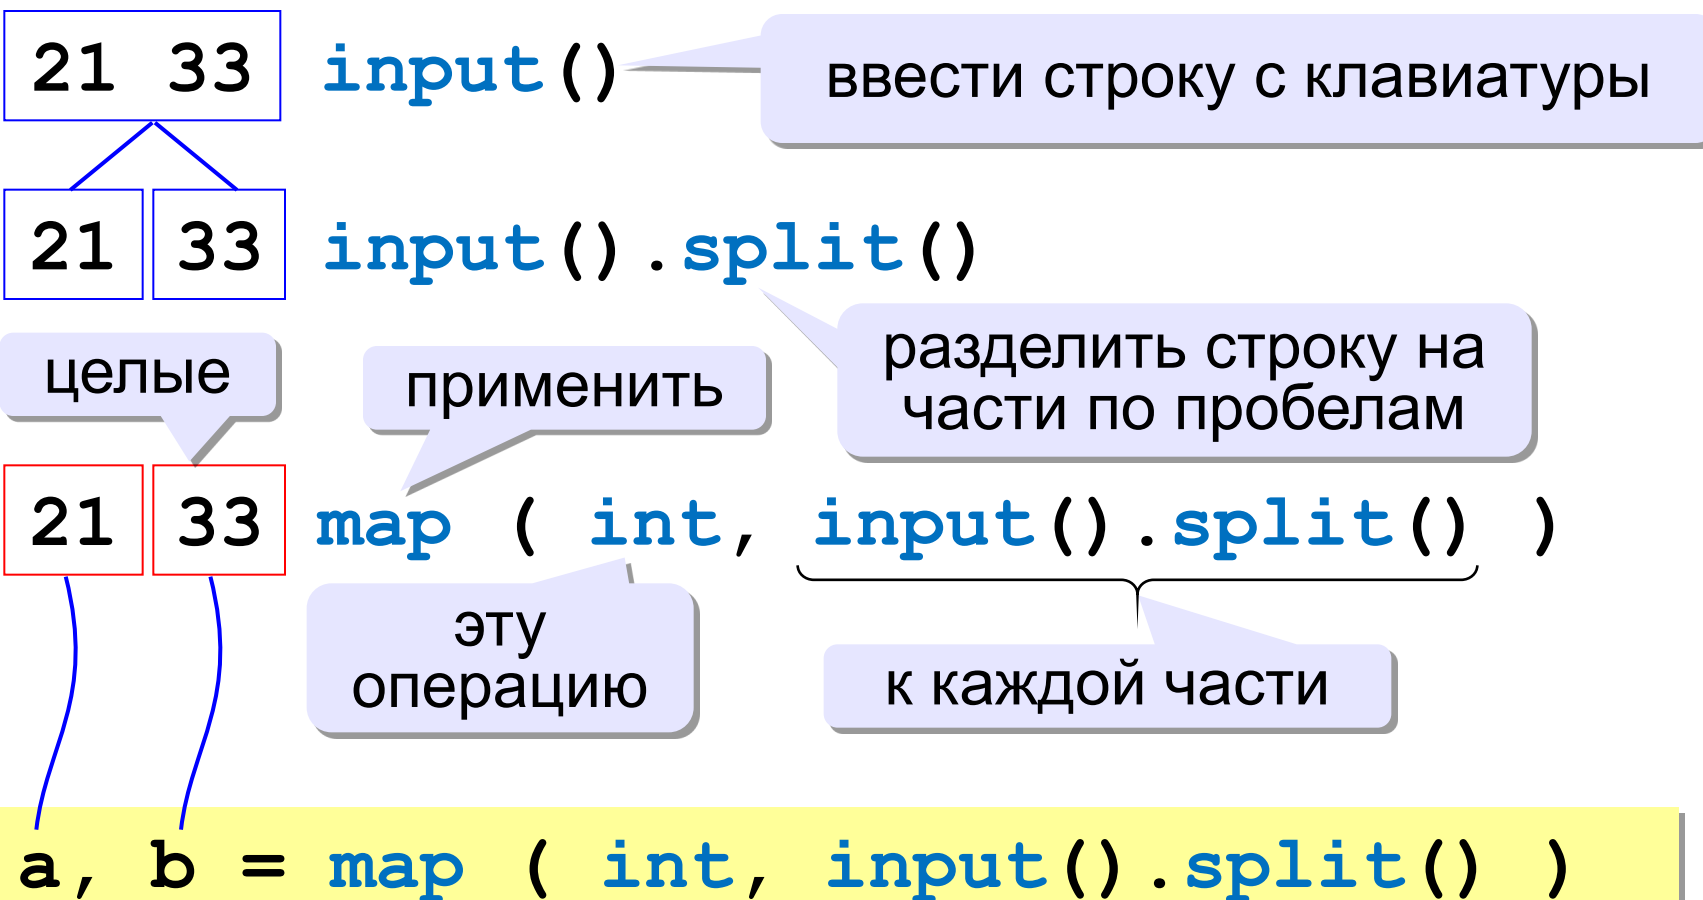 21 33 input() ввести строку с клавиатуры
21 33 input().split()
разделить строку на
части по пробелам
целые
применить
21 33 map ( int, input().split() )
эту
операцию
к каждой части
a, b = map ( int, input().split() )